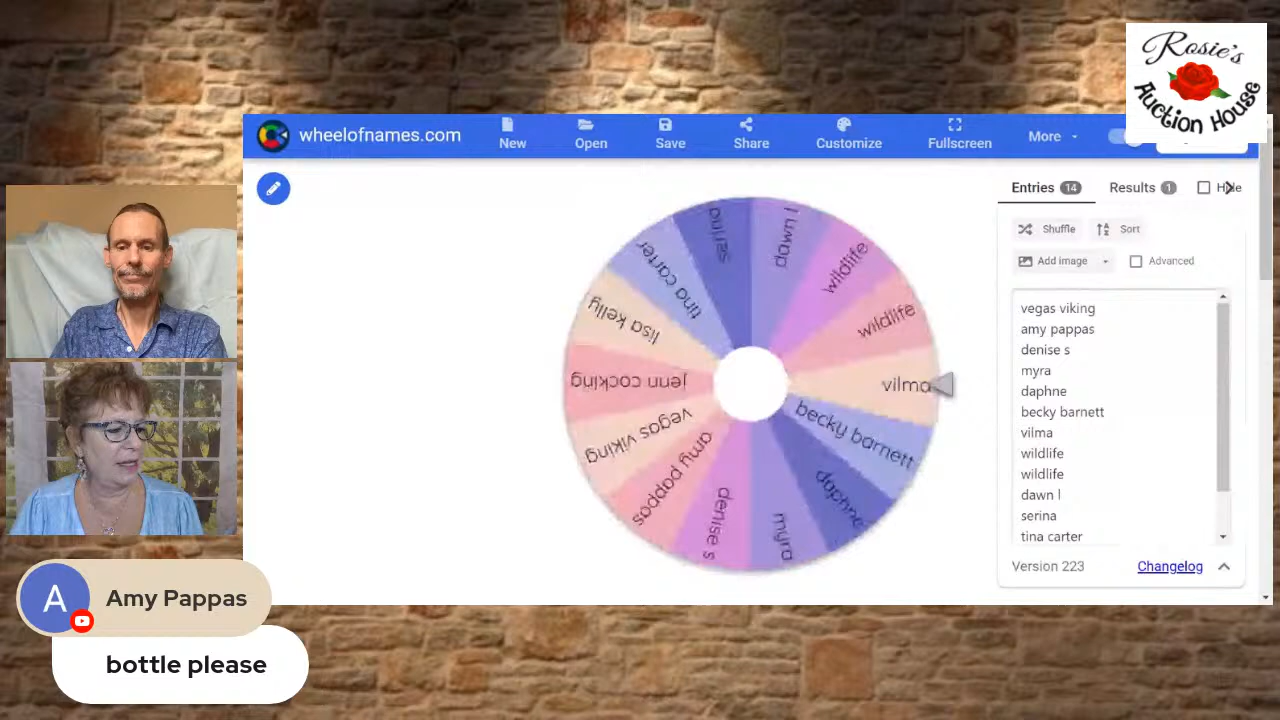 Rosie's
AUCTION HOUSE
wheelofnames.com
New
Open
Save
Share
Customize
Fullscreen
More
Entries 14
Results 1
Shuffle
Sort
Add image
Advanced
vegas viking
amy pappas
denise s
myra
daphne
becky barnett
vilma
wildlife
wildlife
dawn l
serina
tina carter
Version 223
Changelog
dawn l
wildlife
wildlife
vilma
becky barnett
daphne
myra
denise s
amy pappas
vegas viking
jenn cocking
lisa kelly
tina carter
serina
A
Amy Pappas
bottle please